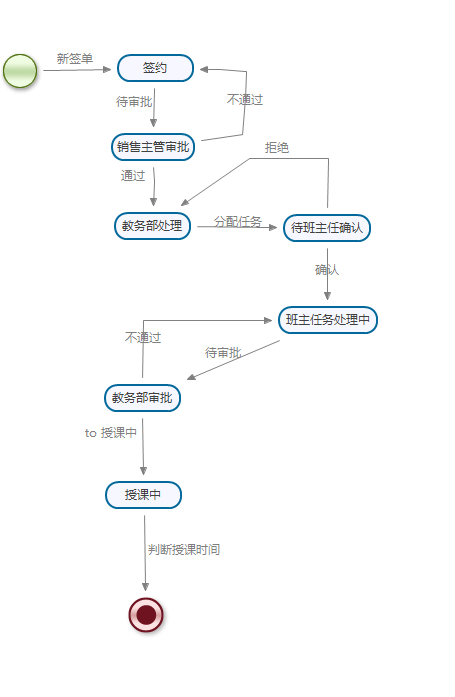 新签单
签约
待审批
不通过
销售主管审批
拒绝
通过
教务部处理
分配任务
待班主任确认
确认
班主任务处理中
不通过
待审批
教务部审批
to 授课中
授课中
判断授课时间